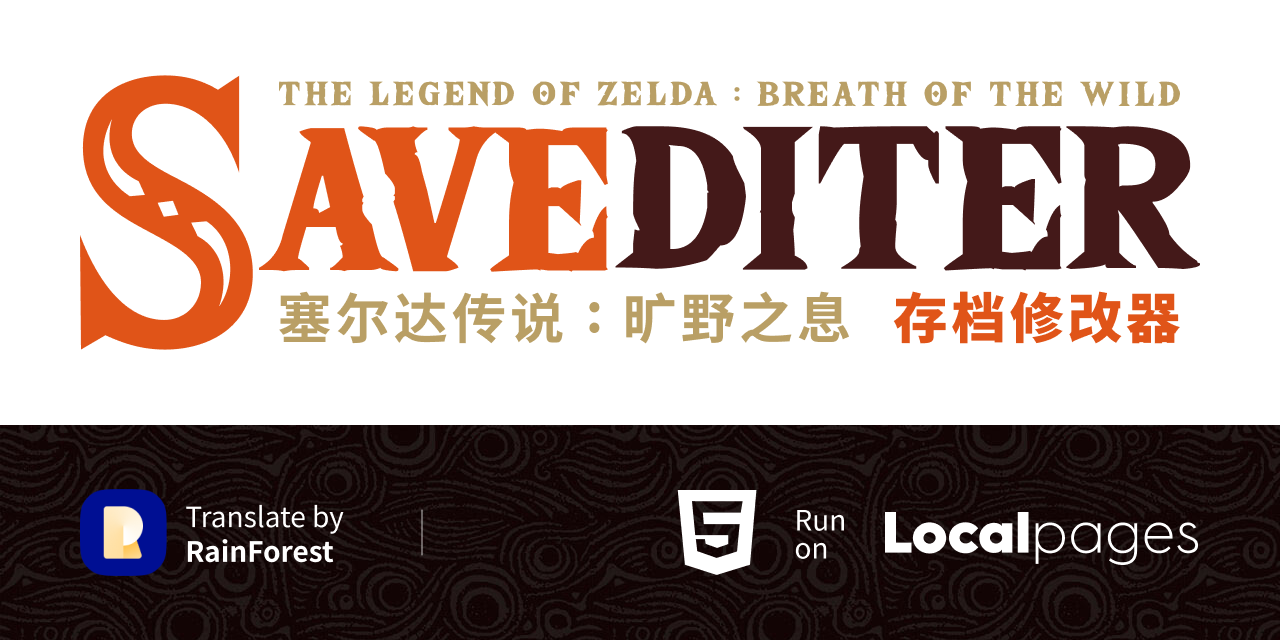 THE LEGEND OF ZELDA : BREATH OF THE WILD
SAVEDITER
塞尔达传说：旷野之息 存档修改器
Translate by
RainForest
Run
on
Localpages